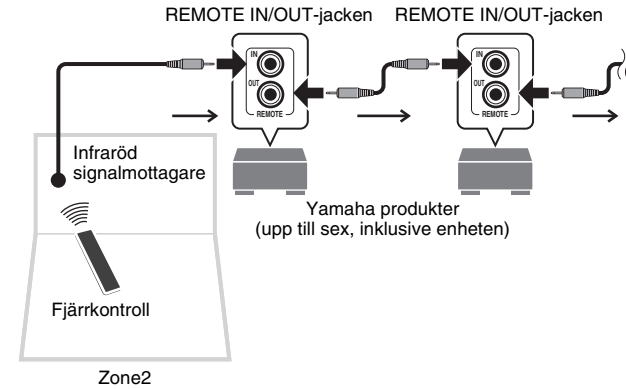 REMOTE IN/OUT-jacken
REMOTE IN/OUT-jacken
IN
OUT
REMOTE
IN
OUT
REMOTE
Infraröd
signalmottagare
Yamaha produkter
(upp till sex, inklusive enheten)
Fjärrkontroll
Zone2